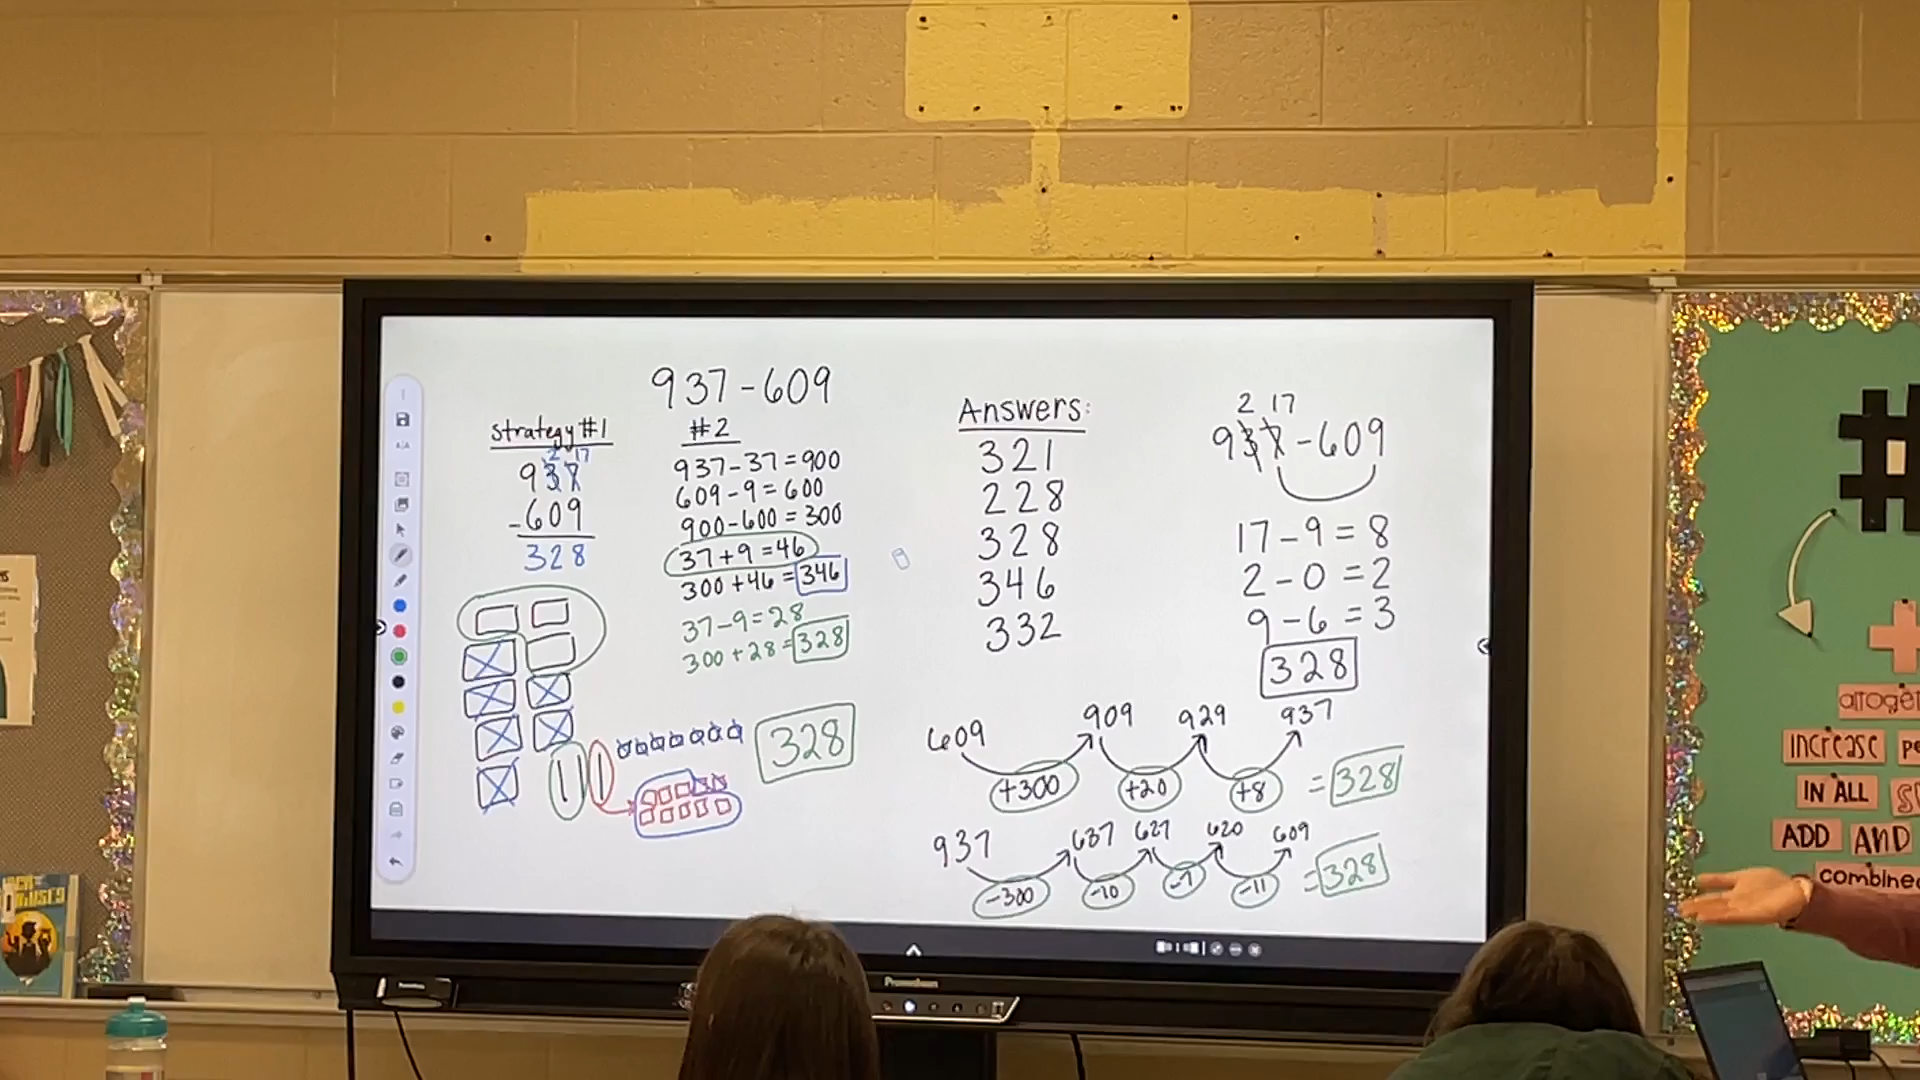 937-609
Strategy #1
2 17
937
-609
328
#2
937-37=900
609-9=600
900-600=300
37+9=46
300+46=346
37-9=28
300+28=328
328
Answers:
321
228
328
346
332
2 17
937-609
17-9=8
2-0=2
9-6=3
328
609 909 929 937
+300 +20 +8 =328
937 637 627 620 609
-300 -10 -7 -11 =328
#
+
altoget
increase pe
IN ALL
ADD AND
combined